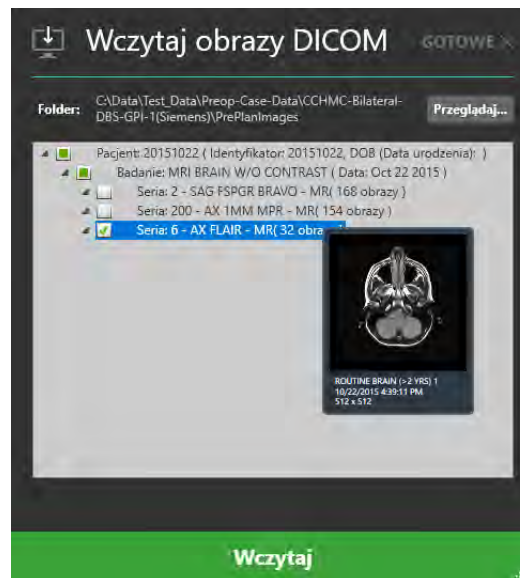 Wczytaj obrazy DICOM
GOTOWE ×
Folder:
C:\Data\Test_Data\Preop-Case-Data\CCHMC-Bilateral-
DBS-GPI-1(Siemens)\PrePlanImages
Przeglądaj...
Pacjent: 20151022 ( Identyfikator: 20151022, DOB (Data urodzenia): )
Badanie: MRI BRAIN W/O CONTRAST ( Data: Oct 22 2015 )
Seria: 2 - SAG FSPGR BRAVO - MR( 168 obrazy )
Seria: 200 - AX 1MM MPR - MR( 154 obrazy )
Seria: 6 - AX FLAIR - MR( 32
ROUTINE BRAIN (>2 YRS) 1
10/22/2015 4:39:11 PM
512 x 512
Wczytaj